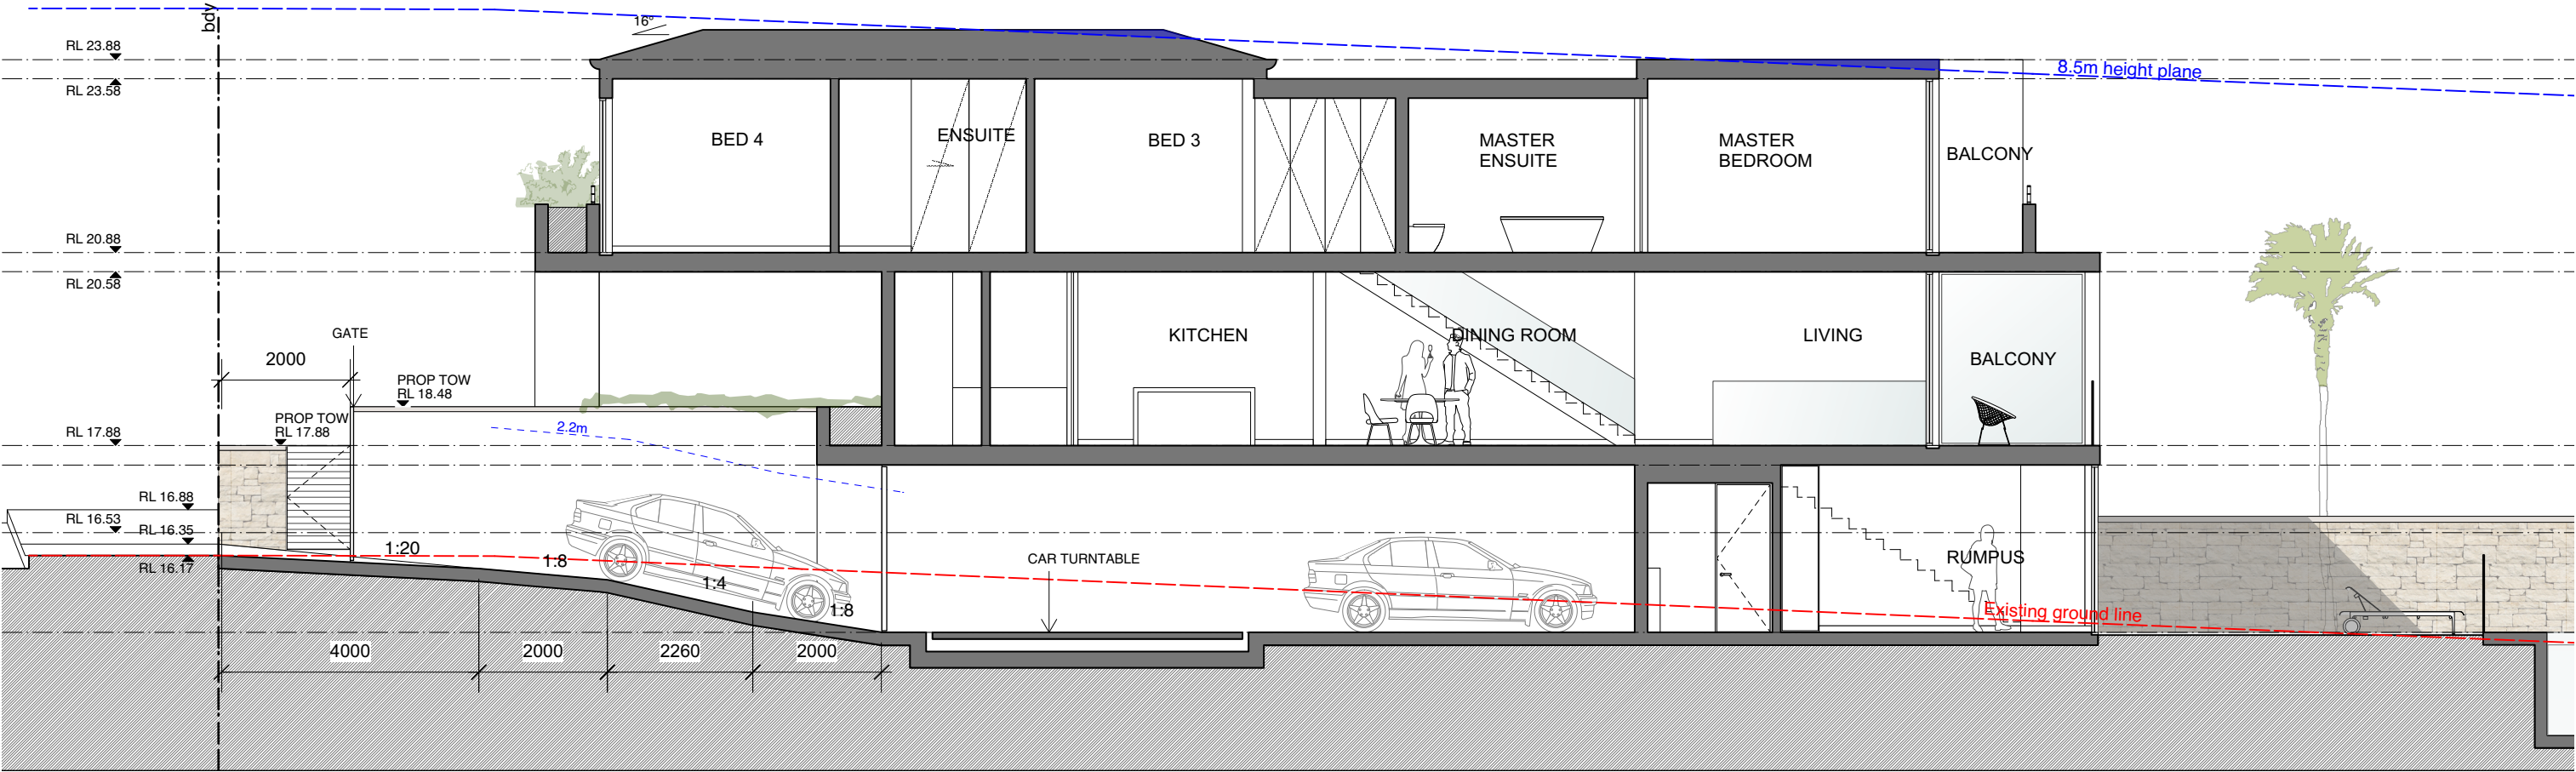 bdy
16°
RL 23.88
RL 23.58
8.5m height plane
BED 4
ENSUITE
BED 3
MASTER
ENSUITE
MASTER
BEDROOM
BALCONY
RL 20.88
RL 20.58
GATE
2000
KITCHEN
DINING ROOM
LIVING
BALCONY
PROP TOW
RL 18.48
PROP TOW
RL 17.88
RL 17.88
2.2m
RL 16.88
RL 16.53
RL 16.35
RL 16.17
1:20
1:8
1:4
1:8
CAR TURNTABLE
RUMPUS
Existing ground line
4000
2000
2260
2000